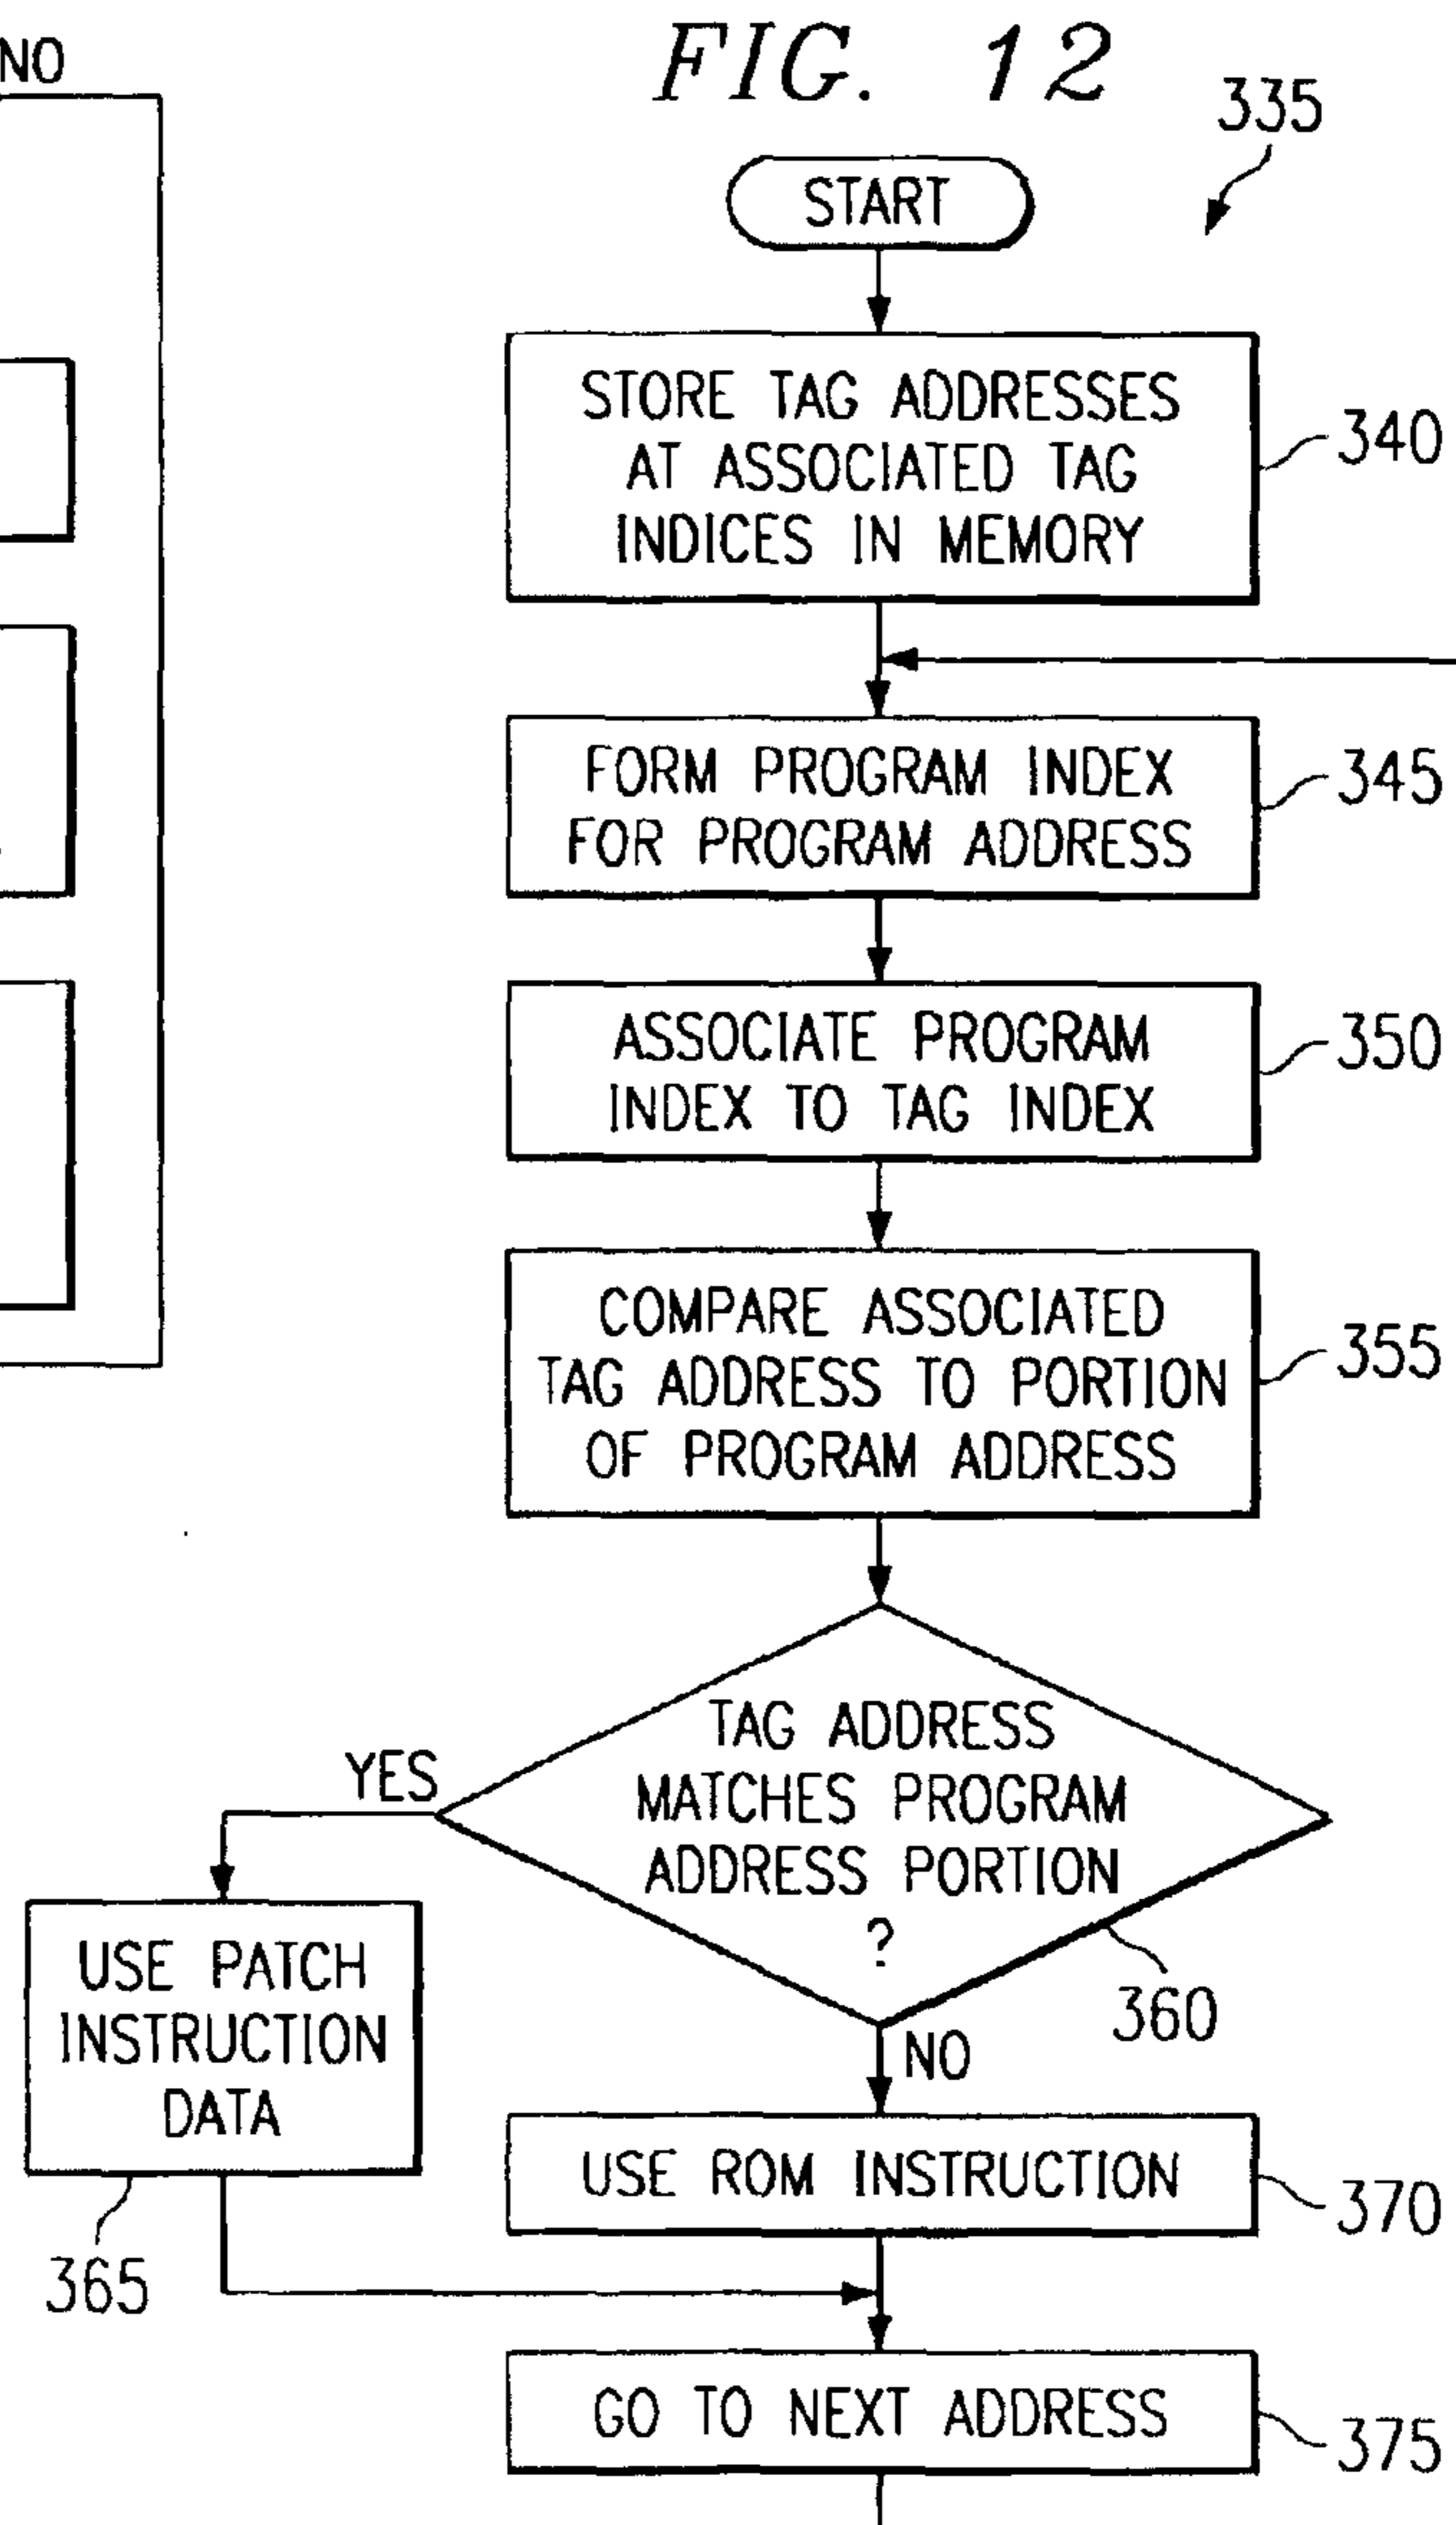 NO
FIG. 12
335
START
STORE TAG ADDRESSES
AT ASSOCIATED TAG
INDICES IN MEMORY
340
FORM PROGRAM INDEX
FOR PROGRAM ADDRESS
345
ASSOCIATE PROGRAM
INDEX TO TAG INDEX
350
COMPARE ASSOCIATED
TAG ADDRESS TO PORTION
OF PROGRAM ADDRESS
355
TAG ADDRESS
MATCHES PROGRAM
ADDRESS PORTION
?
360
YES
USE PATCH
INSTRUCTION
DATA
365
NO
USE ROM INSTRUCTION
370
GO TO NEXT ADDRESS
375